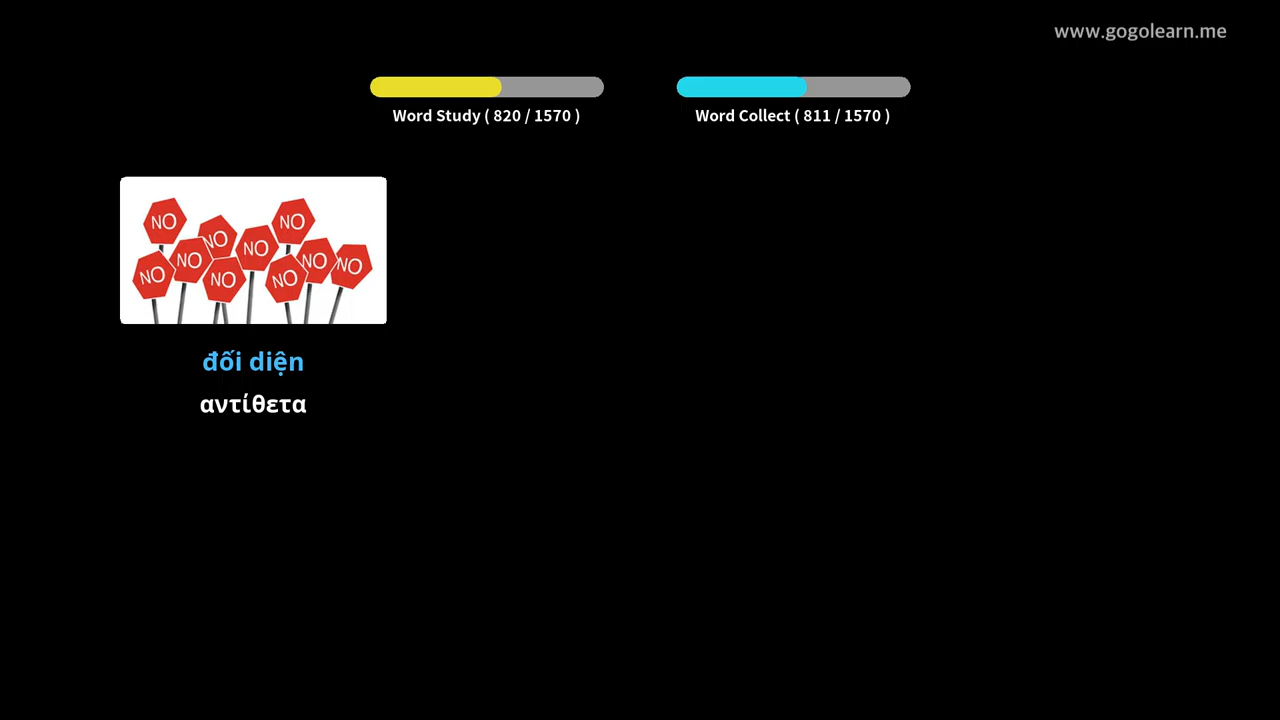 www.gogolearn.me
Word Study ( 820 / 1570 )
Word Collect ( 811 / 1570 )
NO
NO
NO
NO
NO
NO
NO
NO
NO
NO
đối diện
αντίθετα